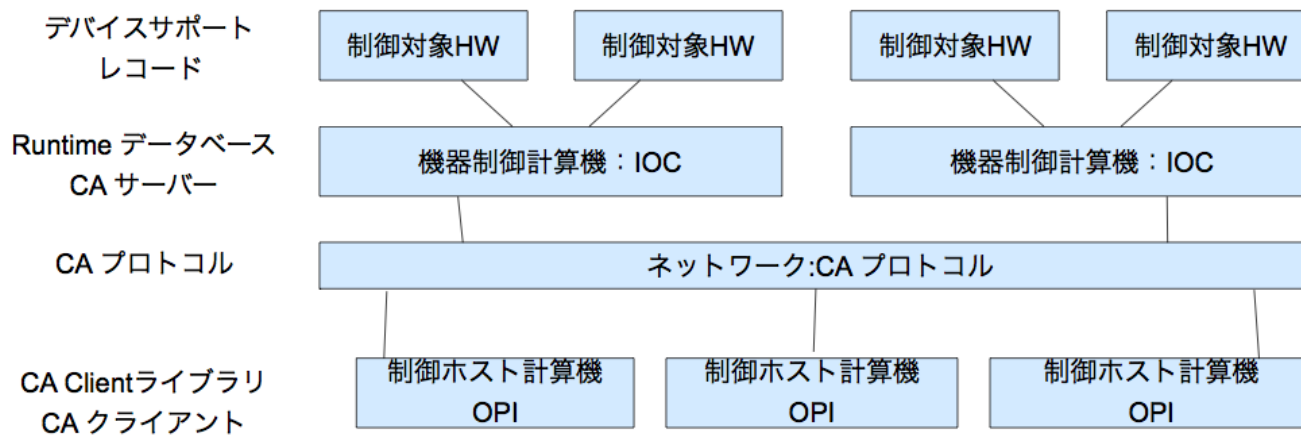 デバイスサポート
レコード
制御対象HW
制御対象HW
制御対象HW
制御対象HW
Runtime データベース
CA サーバー
機器制御計算機：IOC
機器制御計算機：IOC
CA プロトコル
ネットワーク:CA プロトコル
CA Clientライブラリ
CA クライアント
制御ホスト計算機
OPI
制御ホスト計算機
OPI
制御ホスト計算機
OPI